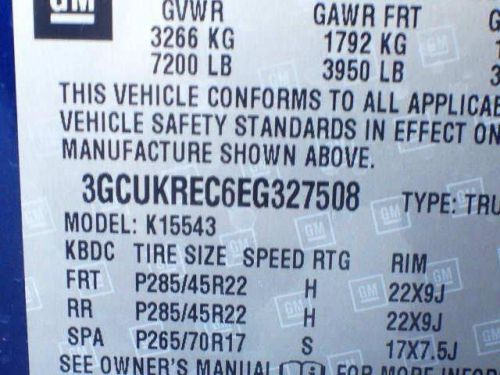 GM
GVWR GAWR FRT
3266 KG 1792 KG
7200 LB 3950 LB
THIS VEHICLE CONFORMS TO ALL
VEHICLE SAFETY STANDARDS IN EFFECT ON
MANUFACTURE SHOWN ABOVE.
3GCUKREC6EG327508 TYPE:
MODEL: K15543
KBDC TIRE SIZE SPEED RTG RIM
FRT P285/45R22 H 22X9J
RR P285/45R22 H 22X9J
SPA P265/70R17 S 17X7.5J
SEE OWNER'S MANUAL FOR MORE